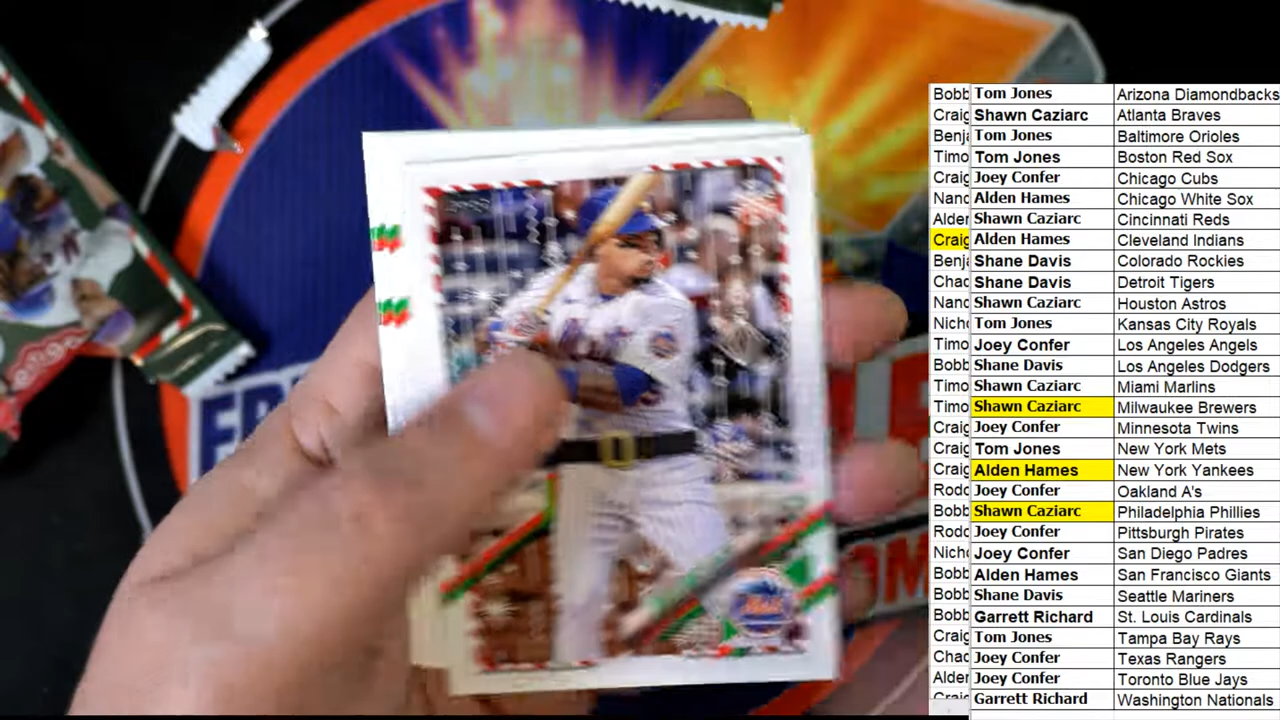 Bobb Tom Jones Arizona Diamondbacks
Craig Shawn Caziarc Atlanta Braves
Benja Tom Jones Baltimore Orioles
Timo Tom Jones Boston Red Sox
Craig Joey Confer Chicago Cubs
Nanc Alden Hames Chicago White Sox
Alder Shawn Caziarc Cincinnati Reds
Craig Alden Hames Cleveland Indians
Benja Shane Davis Colorado Rockies
Chac Shane Davis Detroit Tigers
Nanc Shawn Caziarc Houston Astros
Nicho Tom Jones Kansas City Royals
Timo Joey Confer Los Angeles Angels
Bobb Shane Davis Los Angeles Dodgers
Timo Shawn Caziarc Miami Marlins
Timo Shawn Caziarc Milwaukee Brewers
Craig Joey Confer Minnesota Twins
Craig Tom Jones New York Mets
Craig Alden Hames New York Yankees
Rodo Joey Confer Oakland A's
Bobb Shawn Caziarc Philadelphia Phillies
Rodo Joey Confer Pittsburgh Pirates
Nicho Joey Confer San Diego Padres
Bobb Alden Hames San Francisco Giants
Bobb Shane Davis Seattle Mariners
Bobb Garrett Richard St. Louis Cardinals
Craig Tom Jones Tampa Bay Rays
Chac Joey Confer Texas Rangers
Alder Joey Confer Toronto Blue Jays
Craig Garrett Richard Washington Nationals